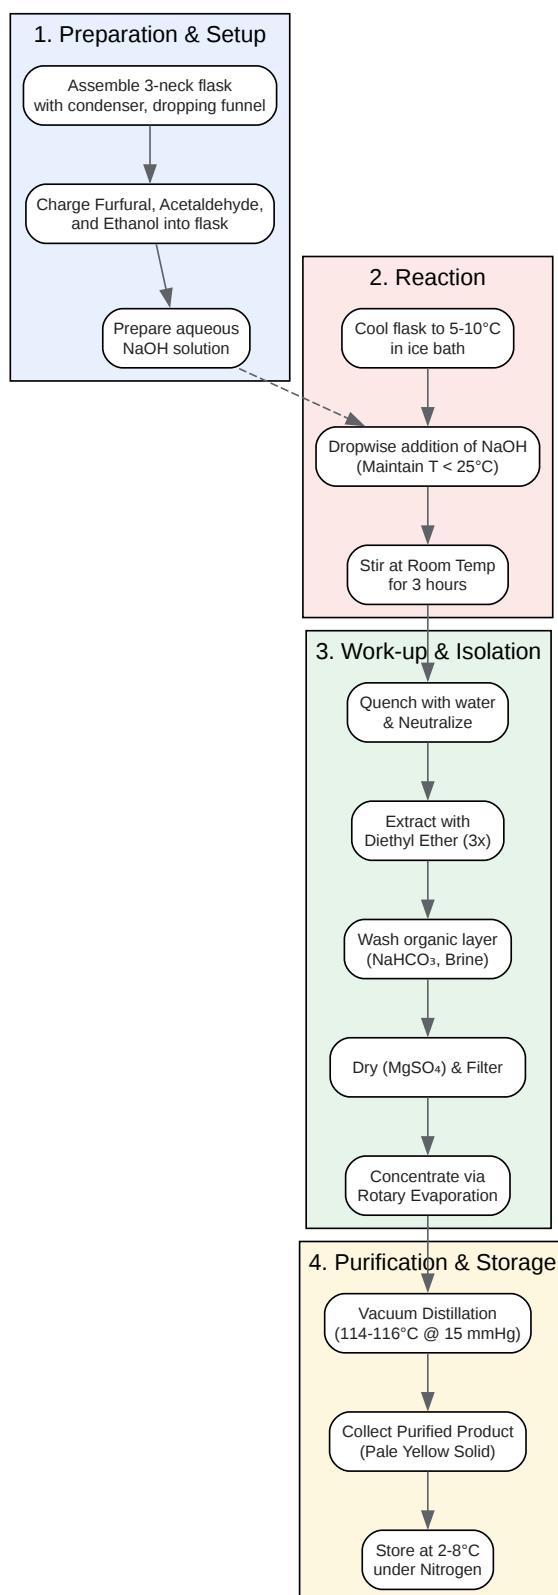 1. Preparation & Setup
Assemble 3-neck flask
with condenser, dropping funnel
Charge Furfural, Acetaldehyde,
and Ethanol into flask
Prepare aqueous
NaOH solution
2. Reaction
Cool flask to 5-10°C
in ice bath
Dropwise addition of NaOH
(Maintain T < 25°C)
Stir at Room Temp
for 3 hours
3. Work-up & Isolation
Quench with water
& Neutralize
Extract with
Diethyl Ether (3x)
Wash organic layer
(NaHCO₃, Brine)
Dry (MgSO₄) & Filter
Concentrate via
Rotary Evaporation
4. Purification & Storage
Vacuum Distillation
(114-116°C @ 15 mmHg)
Collect Purified Product
(Pale Yellow Solid)
Store at 2-8°C
under Nitrogen